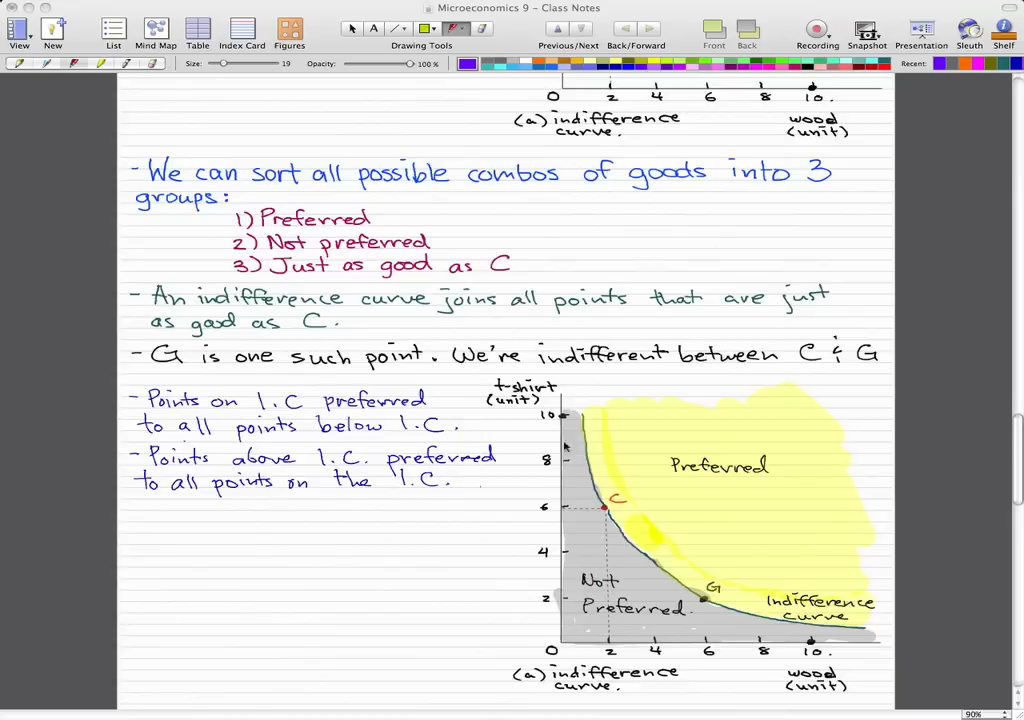 Microeconomics 9 - Class Notes
View New List Mind Map Table Index Card Figures Drawing Tools Previous/Next Back/Forward Front Back Recording Snapshot Presentation Sleuth Shelf
Size: 19 Opacity: 100 % Recent:
0 2 4 6 8 10.
(a) indifference curve.
wood (unit)
- We can sort all possible combos of goods into 3
groups:
1) Preferred
2) Not preferred
3) Just as good as C
- An indifference curve joins all points that are just
as good as C.
- G is one such point. We're indifferent between C & G
- Points on I.C preferred
to all points below I.C.
- Points above I.C. preferred
to all points on the I.C.
t-shirt
(unit)
10
8
Preferred
C
6
4
Not
Preferred.
G
2
Indifference
curve
0 2 4 6 8 10.
(a) indifference
curve.
wood
(unit)
90%